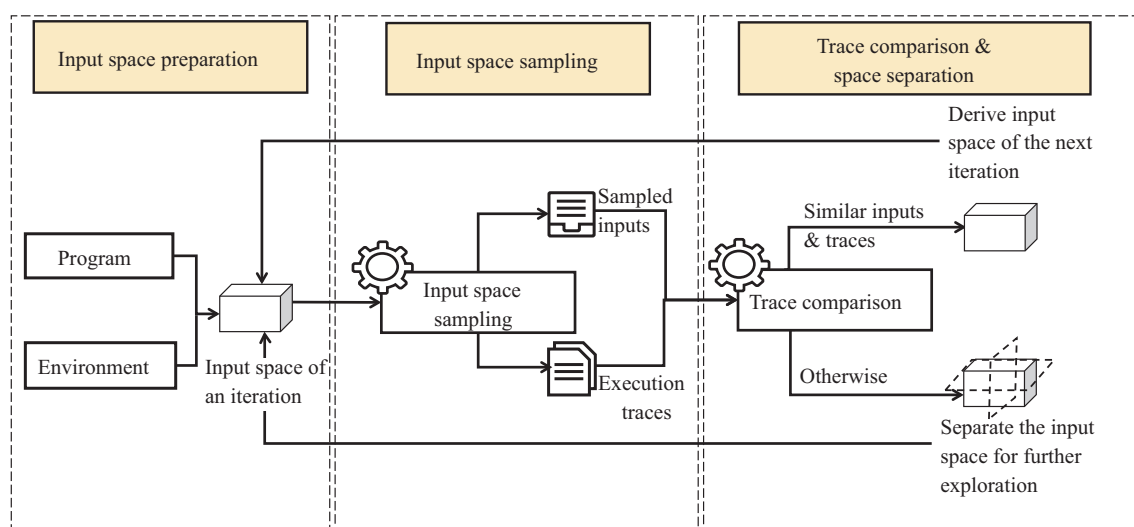 Input space preparation
Input space sampling
Trace comparison &
space separation
Derive input
space of the next
iteration
Program
Environment
Input space of
an iteration
Input space
sampling
Sampled
inputs
Execution
traces
Trace comparison
Similar inputs
& traces
Otherwise
Separate the input
space for further
exploration